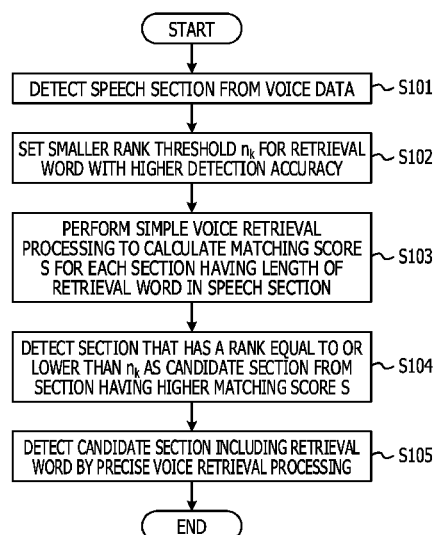 START
DETECT SPEECH SECTION FROM VOICE DATA
S101
SET SMALLER RANK THRESHOLD nk FOR RETRIEVAL
WORD WITH HIGHER DETECTION ACCURACY
S102
PERFORM SIMPLE VOICE RETRIEVAL
PROCESSING TO CALCULATE MATCHING SCORE
S FOR EACH SECTION HAVING LENGTH OF
RETRIEVAL WORD IN SPEECH SECTION
S103
DETECT SECTION THAT HAS A RANK EQUAL TO OR
LOWER THAN nk AS CANDIDATE SECTION FROM
SECTION HAVING HIGHER MATCHING SCORE S
S104
DETECT CANDIDATE SECTION INCLUDING RETRIEVAL
WORD BY PRECISE VOICE RETRIEVAL PROCESSING
S105
END